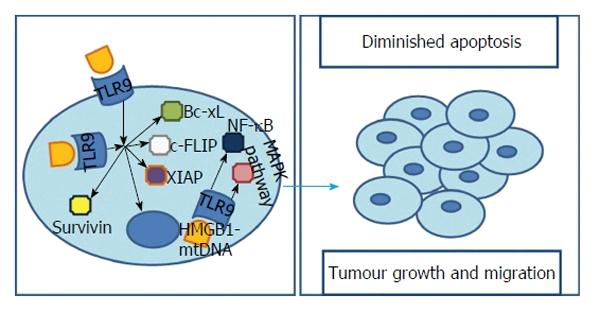 TLR9
TLR9
Bc-xL
c-FLIP
XIAP
Survivin
NF-κB
MAPK
pathway
TLR9
HMGB1-
mtDNA
Diminished apoptosis
Tumour growth and migration